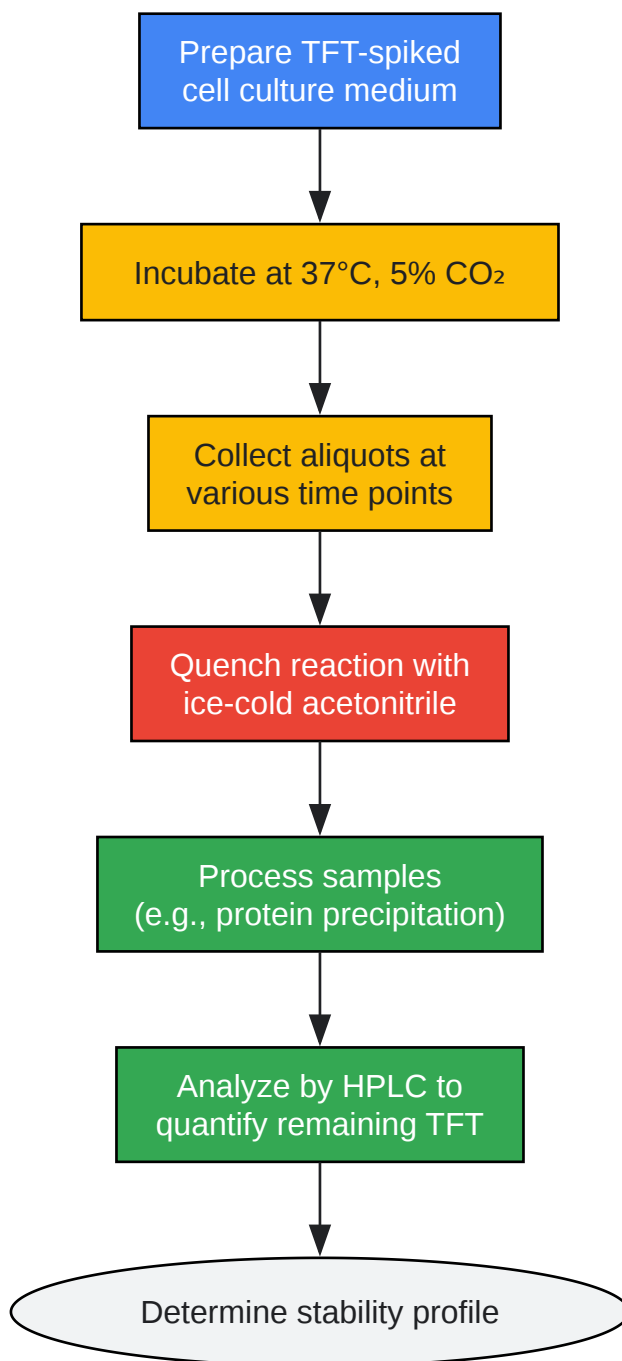 Prepare TFT-spiked
cell culture medium
Incubate at 37°C, 5% CO₂
Collect aliquots at
various time points
Quench reaction with
ice-cold acetonitrile
Process samples
(e.g., protein precipitation)
Analyze by HPLC to
quantify remaining TFT
Determine stability profile